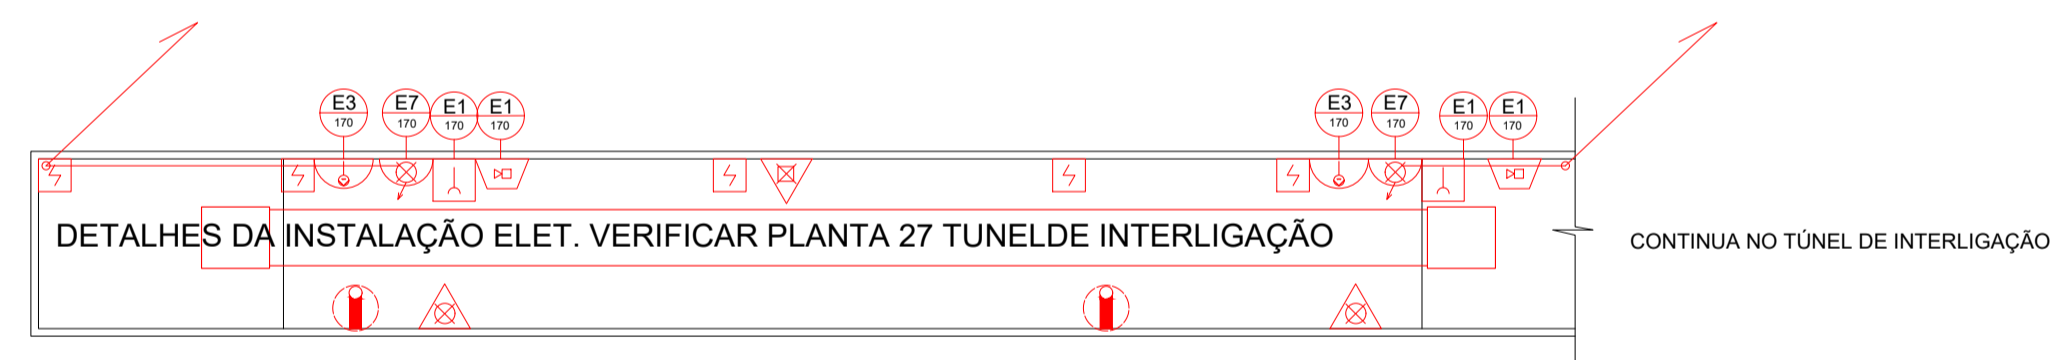 E3
170
E7
170
E1
170
E1
170
E3
170
E7
170
E1
170
E1
170
DETALHES DA INSTALAÇÃO ELET. VERIFICAR PLANTA 27 TUNELDE INTERLIGAÇÃO
CONTINUA NO TÚNEL DE INTERLIGAÇÃO